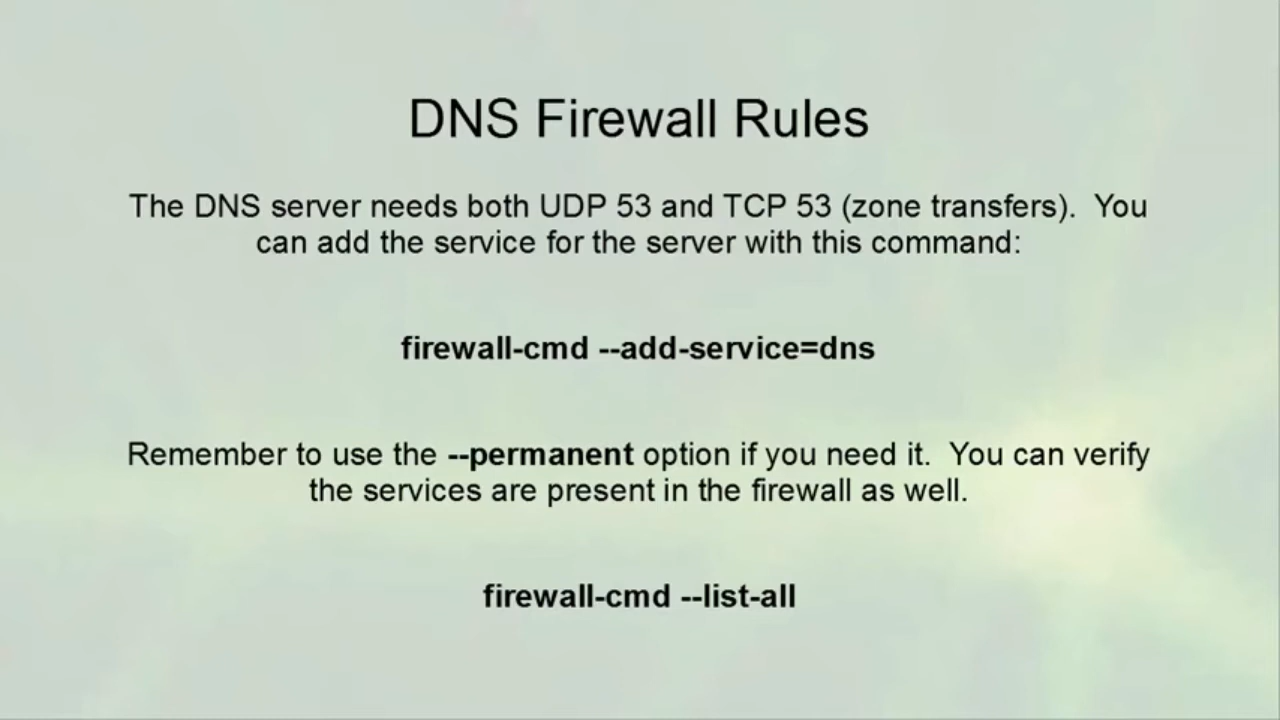 DNS Firewall Rules
The DNS server needs both UDP 53 and TCP 53 (zone transfers).  You
can add the service for the server with this command:
firewall-cmd --add-service=dns
Remember to use the --permanent option if you need it.  You can verify
the services are present in the firewall as well.
firewall-cmd --list-all